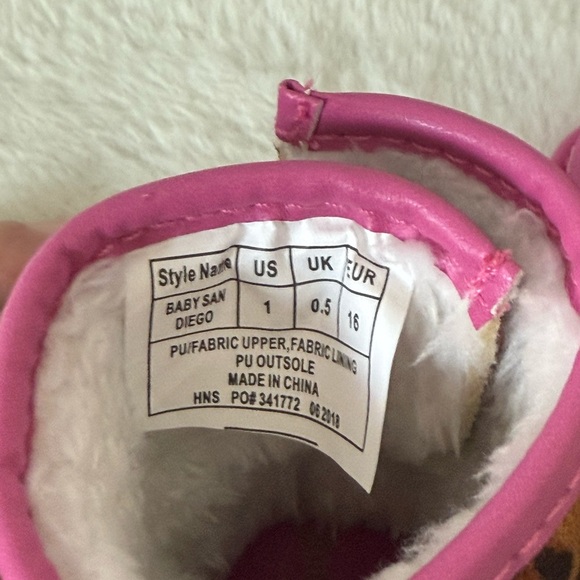 Style Name US UK EUR
BABY SAN DIEGO 1 0.5 16
PU/FABRIC UPPER,FABRIC LINING
PU OUTSOLE
MADE IN CHINA
HNS PO# 341772 06 2018